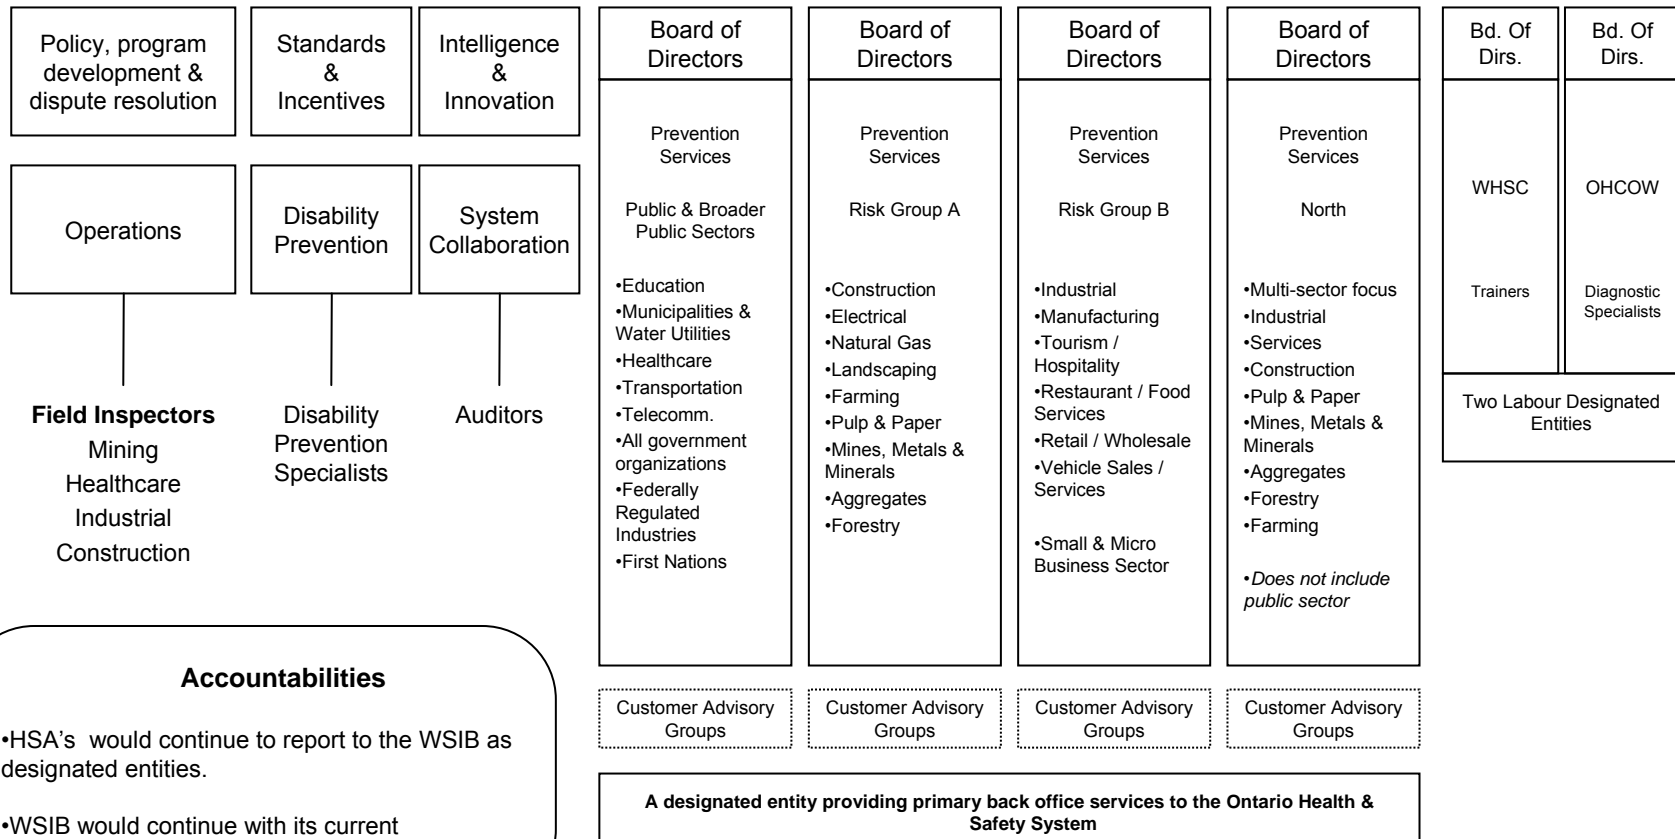 Policy, program
development &
dispute resolution
Standards
&
Incentives
Intelligence
&
Innovation
Operations
Disability
Prevention
System
Collaboration
Field Inspectors
Mining
Healthcare
Industrial
Construction
Disability
Prevention
Specialists
Auditors
Accountabilities
•HSA's would continue to report to the WSIB as
designated entities.
•WSIB would continue with its current
Board of
Directors
Prevention
Services
Public & Broader
Public Sectors
•Education
•Municipalities &
Water Utilities
•Healthcare
•Transportation
•Telecomm.
•All government
organizations
•Federally
Regulated
Industries
•First Nations
Customer Advisory
Groups
Board of
Directors
Prevention
Services
Risk Group A
•Construction
•Electrical
•Natural Gas
•Landscaping
•Farming
•Pulp & Paper
•Mines, Metals &
Minerals
•Aggregates
•Forestry
Customer Advisory
Groups
Board of
Directors
Prevention
Services
Risk Group B
•Industrial
•Manufacturing
•Tourism /
Hospitality
•Restaurant / Food
Services
•Retail / Wholesale
•Vehicle Sales /
Services
•Small & Micro
Business Sector
Customer Advisory
Groups
Board of
Directors
Prevention
Services
North
•Multi-sector focus
•Industrial
•Services
•Construction
•Pulp & Paper
•Mines, Metals &
Minerals
•Aggregates
•Forestry
•Farming
•Does not include
public sector
Customer Advisory
Groups
A designated entity providing primary back office services to the Ontario Health &
Safety System
Bd. Of
Dirs.
WHSC
Trainers
Bd. Of
Dirs.
OHCOW
Diagnostic
Specialists
Two Labour Designated
Entities